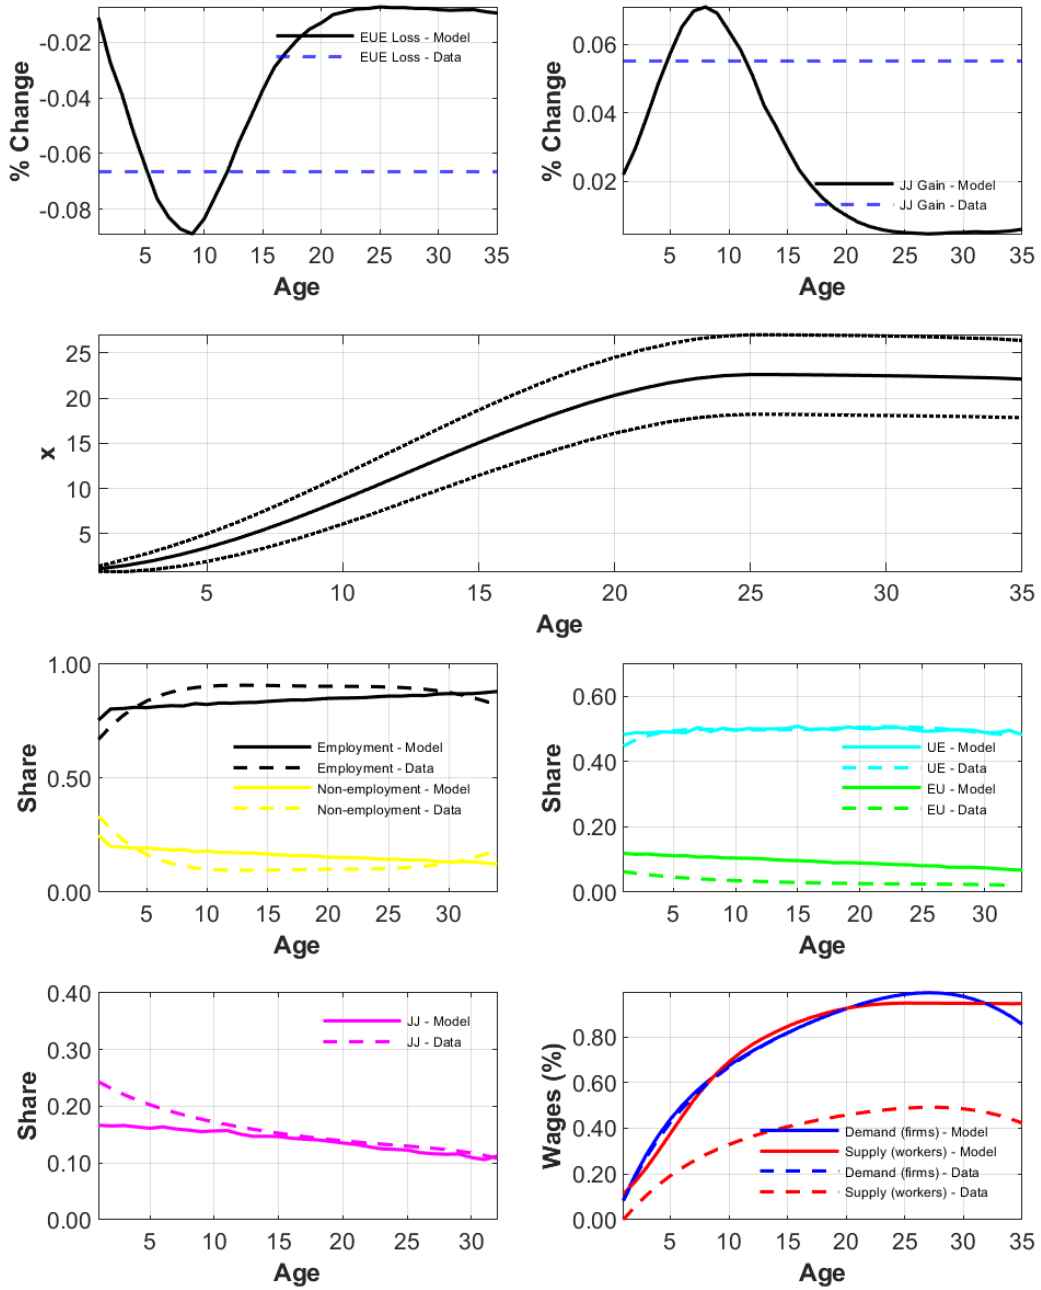 % Change
-0.02
-0.04
-0.06
-0.08
EUE Loss - Model
EUE Loss - Data
5 10 15 20 25 30 35
Age
% Change
0.06
0.04
0.02
JJ Gain - Model
JJ Gain - Data
5 10 15 20 25 30 35
Age
x
25
20
15
10
5
5 10 15 20 25 30 35
Age
Share
1.00
0.50
0.00
Employment - Model
Employment - Data
Non-employment - Model
Non-employment - Data
5 10 15 20 25 30
Age
Share
0.60
0.40
0.20
0.00
UE - Model
UE - Data
EU - Model
EU - Data
5 10 15 20 25 30
Age
Share
0.40
0.30
0.20
0.10
0.00
JJ - Model
JJ - Data
5 10 15 20 25 30
Age
Wages (%)
0.80
0.60
0.40
0.20
0.00
Demand (firms) - Model
Supply (workers) - Model
Demand (firms) - Data
Supply (workers) - Data
5 10 15 20 25 30 35
Age